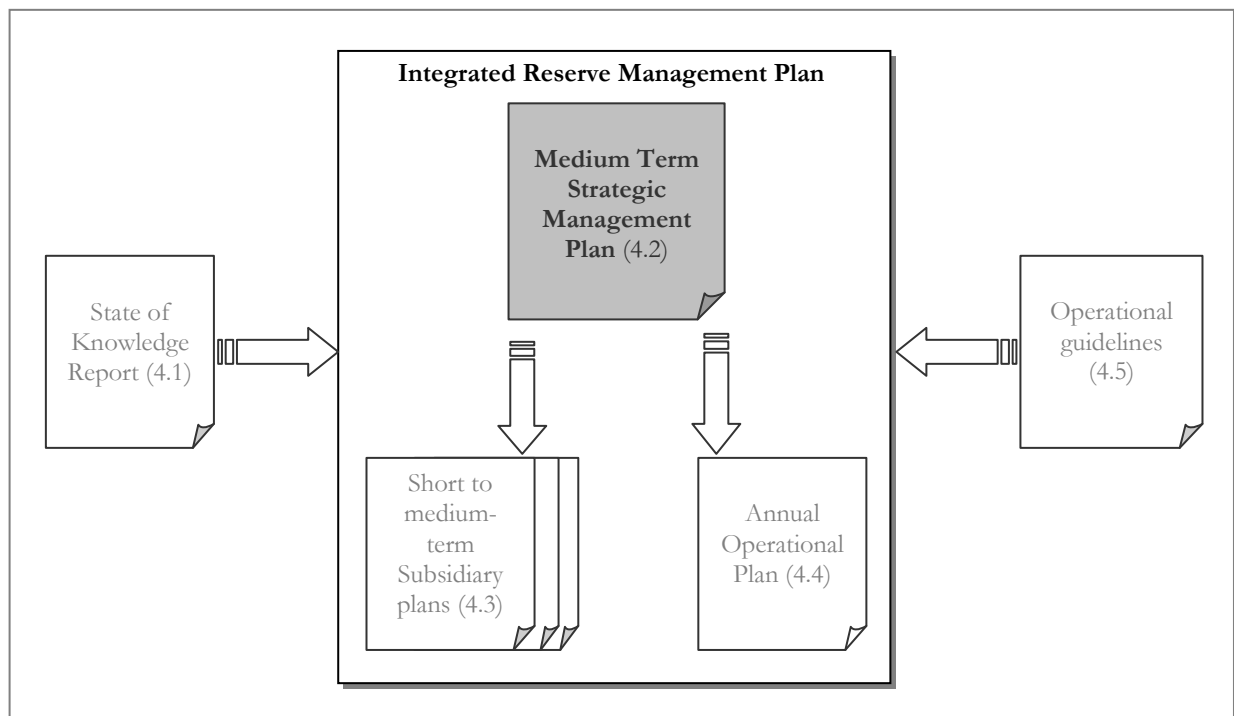 Integrated Reserve Management Plan
Medium Term
Strategic
Management
Plan (4.2)
State of
Knowledge
Report (4.1)
Operational
guidelines
(4.5)
Short to
medium-
term
Subsidiary
plans (4.3)
Annual
Operational
Plan (4.4)